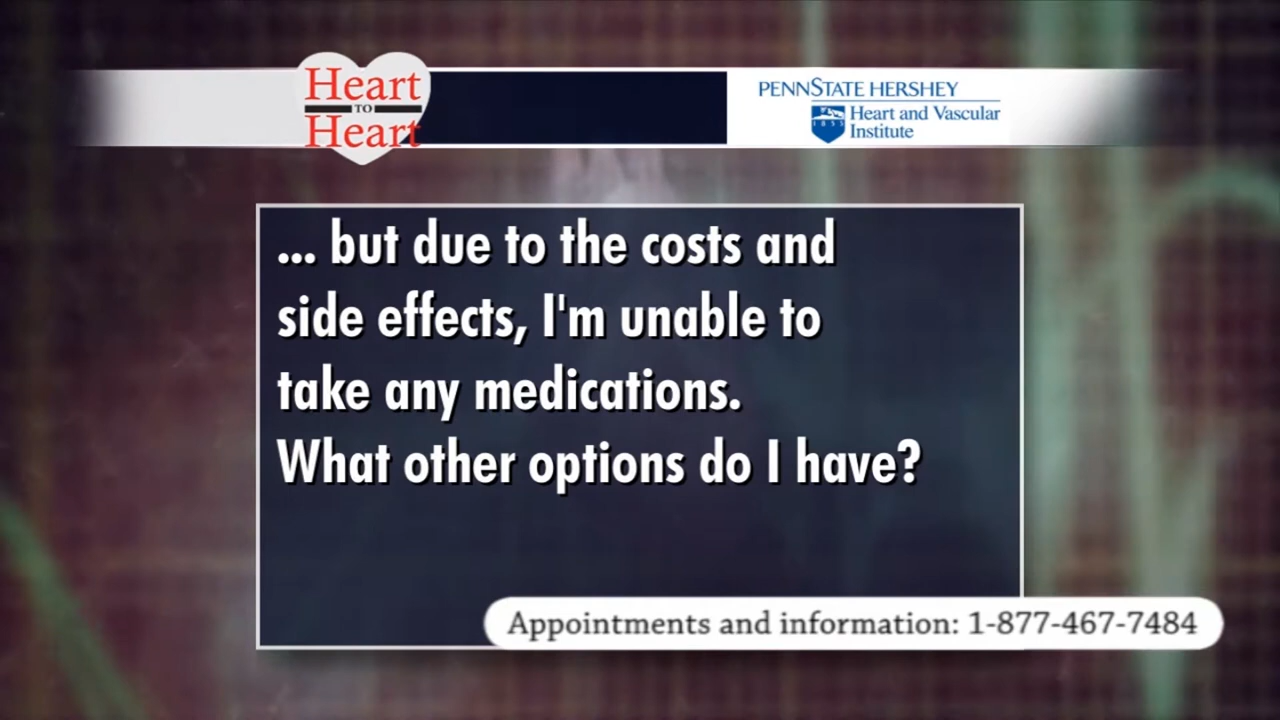 Heart
TO
Heart
PENNSTATE HERSHEY
Heart and Vascular
Institute
1855
... but due to the costs and
side effects, I'm unable to
take any medications.
What other options do I have?
Appointments and information: 1-877-467-7484